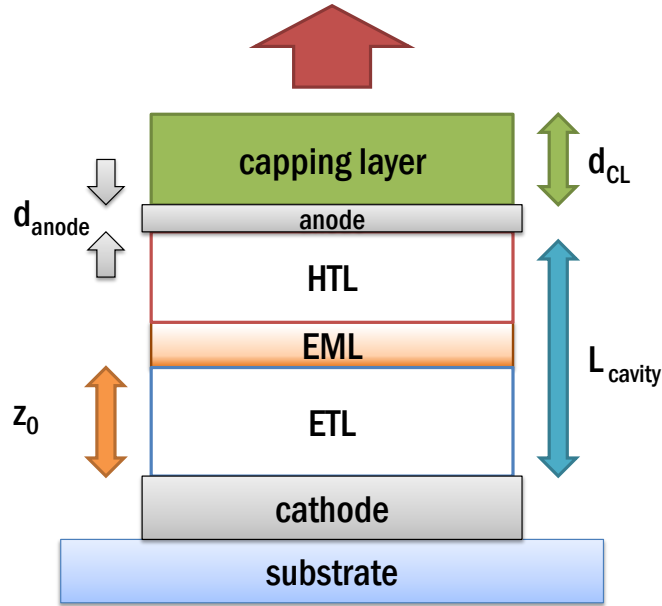 capping layer
d_CL
d_anode
anode
HTL
EML
L_cavity
z_0
ETL
cathode
substrate